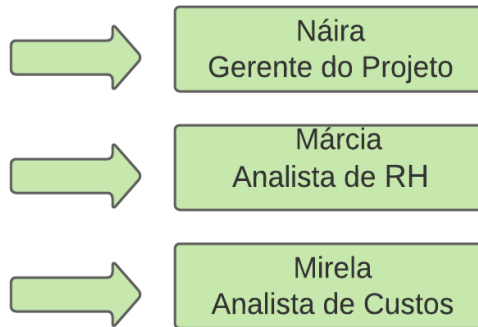 Náira
Gerente do Projeto
Márcia
Analista de RH
Mirela
Analista de Custos